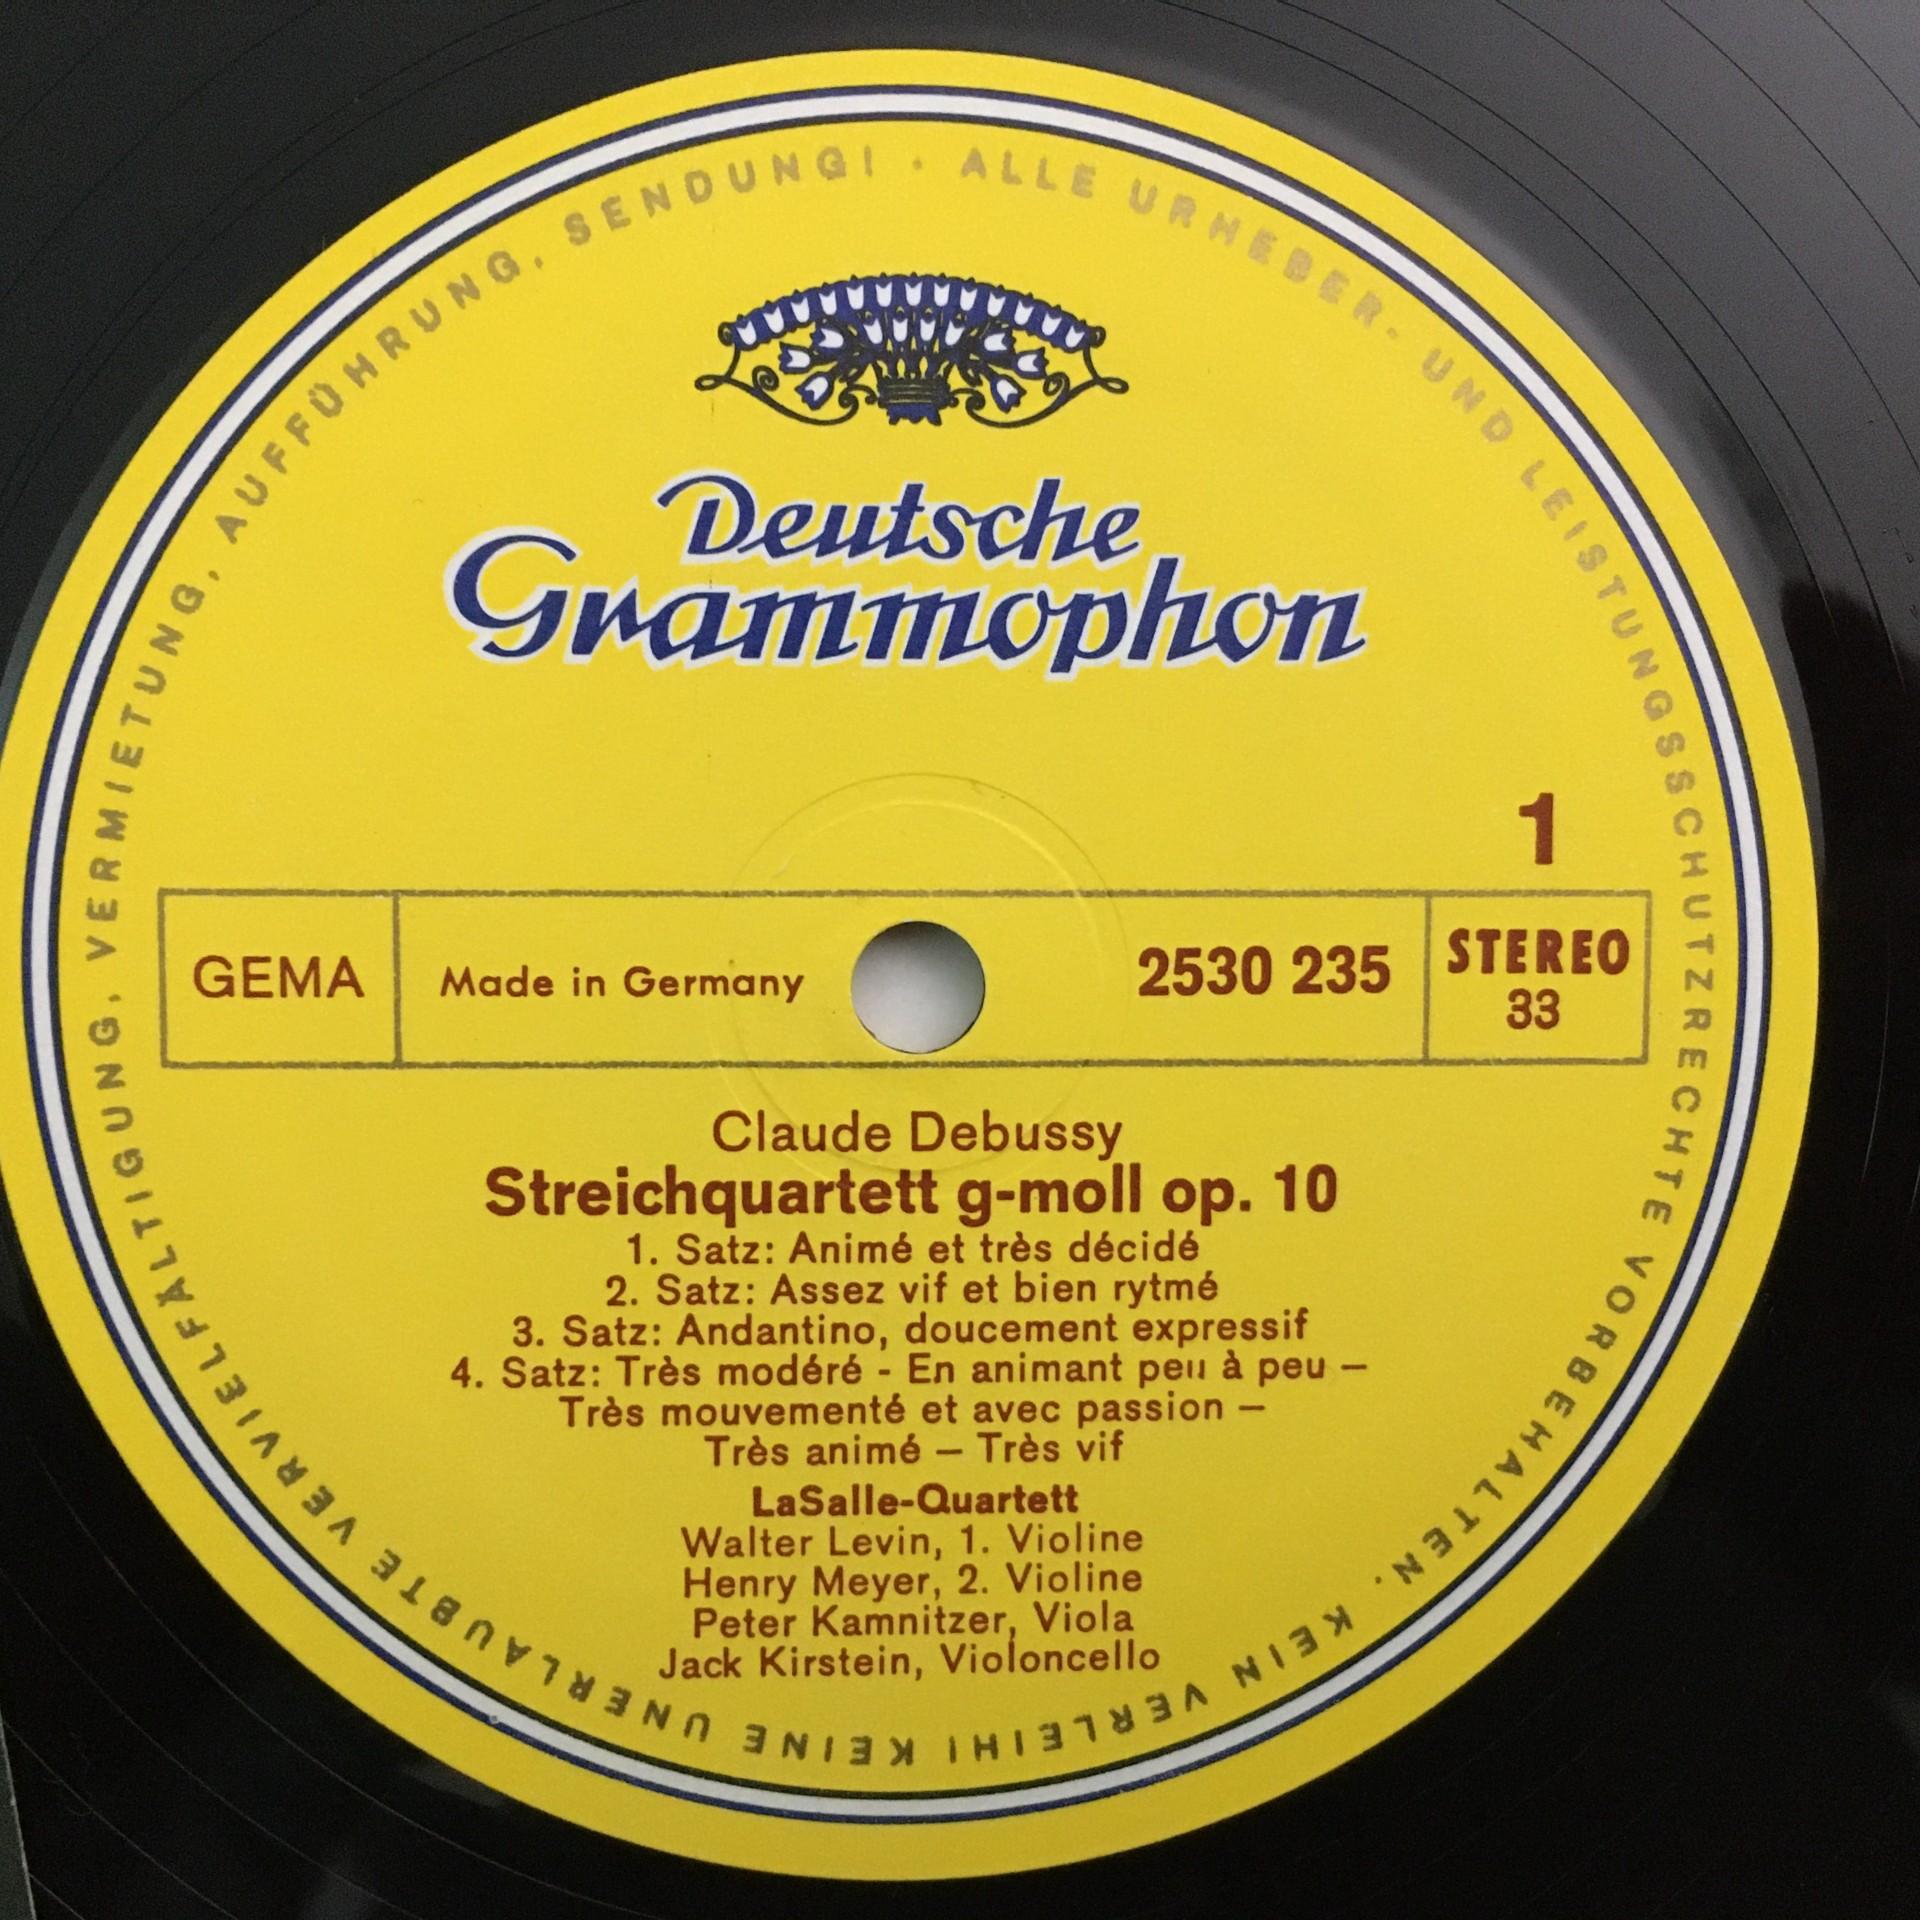 ALLE URHEBER- UND LEISTUNGSSCHUTZRECHTE VORBEHALTEN. KEIN VERLEIH! KEINE UNERLAUBTE VERVIELFÄLTIGUNG, VERMIETUNG, AUFFÜHRUNG, SENDUNG! ·
Deutsche
Grammophon
1
GEMA
Made in Germany
2530 235
STEREO
33
Claude Debussy
Streichquartett g-moll op. 10
1. Satz: Animé et très décidé
2. Satz: Assez vif et bien rytmé
3. Satz: Andantino, doucement expressif
4. Satz: Très modéré - En animant peu à peu –
Très mouvementé et avec passion –
Très animé – Très vif
LaSalle-Quartett
Walter Levin, 1. Violine
Henry Meyer, 2. Violine
Peter Kamnitzer, Viola
Jack Kirstein, Violoncello